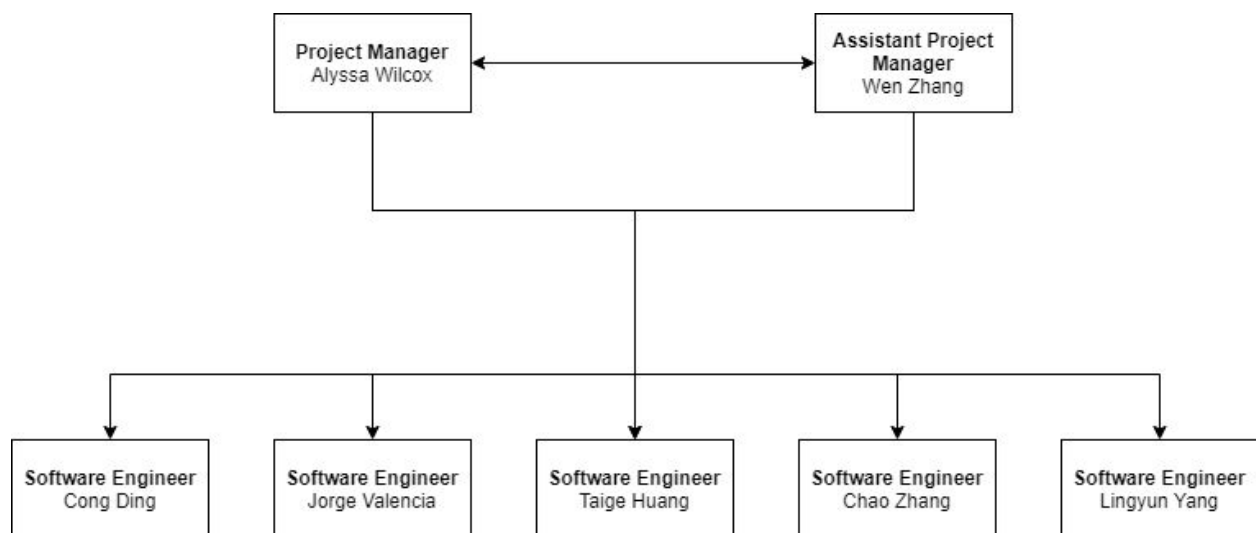 Project Manager
Alyssa Wilcox
Assistant Project
Manager
Wen Zhang
Software Engineer
Cong Ding
Software Engineer
Jorge Valencia
Software Engineer
Taige Huang
Software Engineer
Chao Zhang
Software Engineer
Lingyun Yang